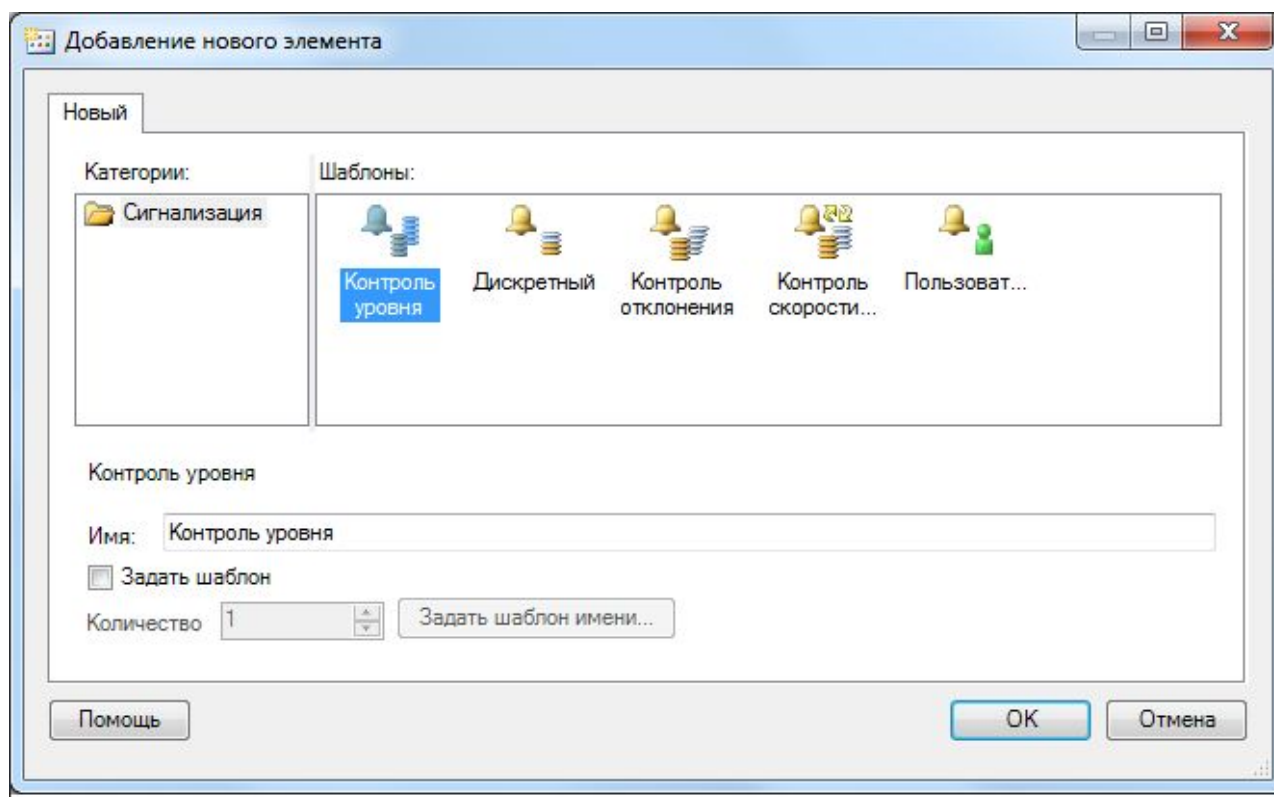 Добавление нового элемента
Новый
Категории:
Шаблоны:
Сигнализация
Контроль уровня
Дискретный
Контроль отклонения
Контроль скорости...
Пользоват...
Контроль уровня
Имя: Контроль уровня
Задать шаблон
Количество 1 Задать шаблон имени...
Помощь OK Отмена